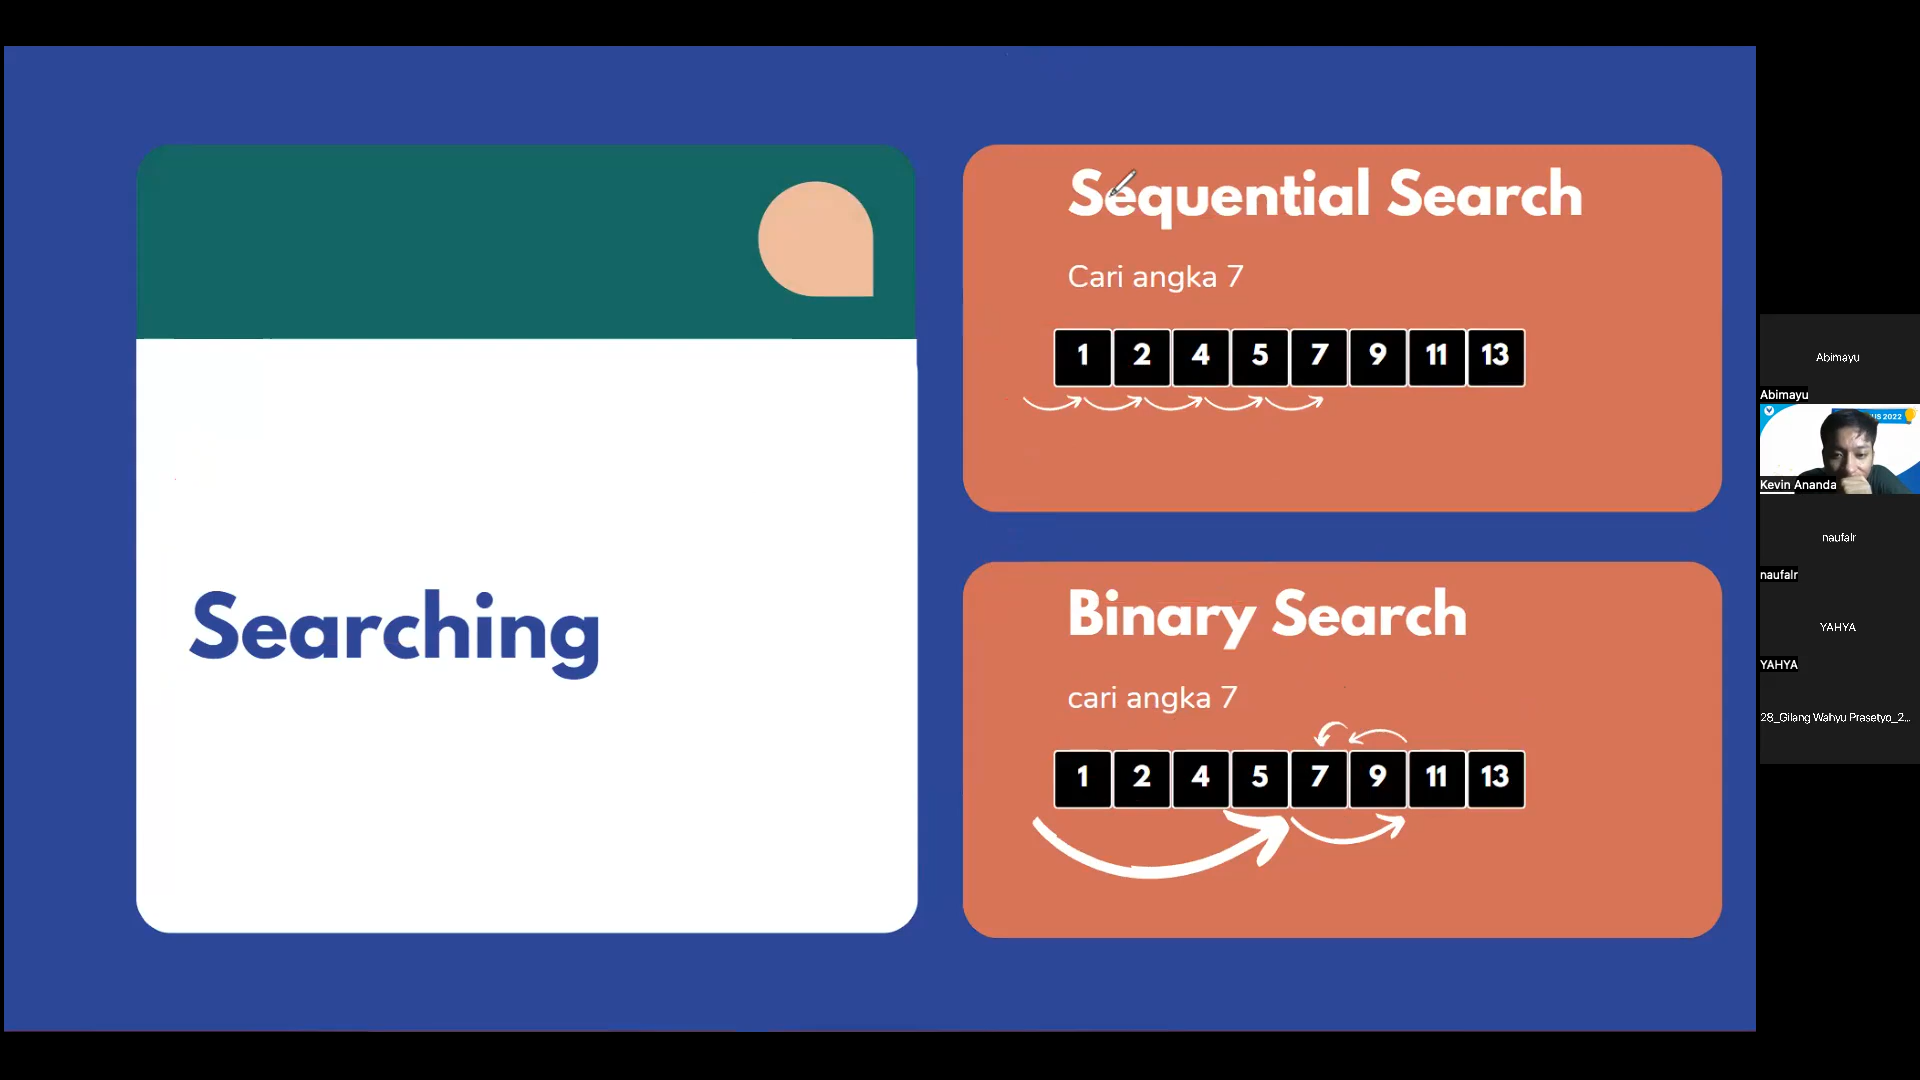 Searching
Sequential Search
Cari angka 7
1 2 4 5 7 9 11 13
Binary Search
cari angka 7
1 2 4 5 7 9 11 13
Abimayu
Abimayu
US 2022
Kevin Ananda
naufalr
naufalr
YAHYA
YAHYA
28_Gilang Wahyu Prasetyo_2...